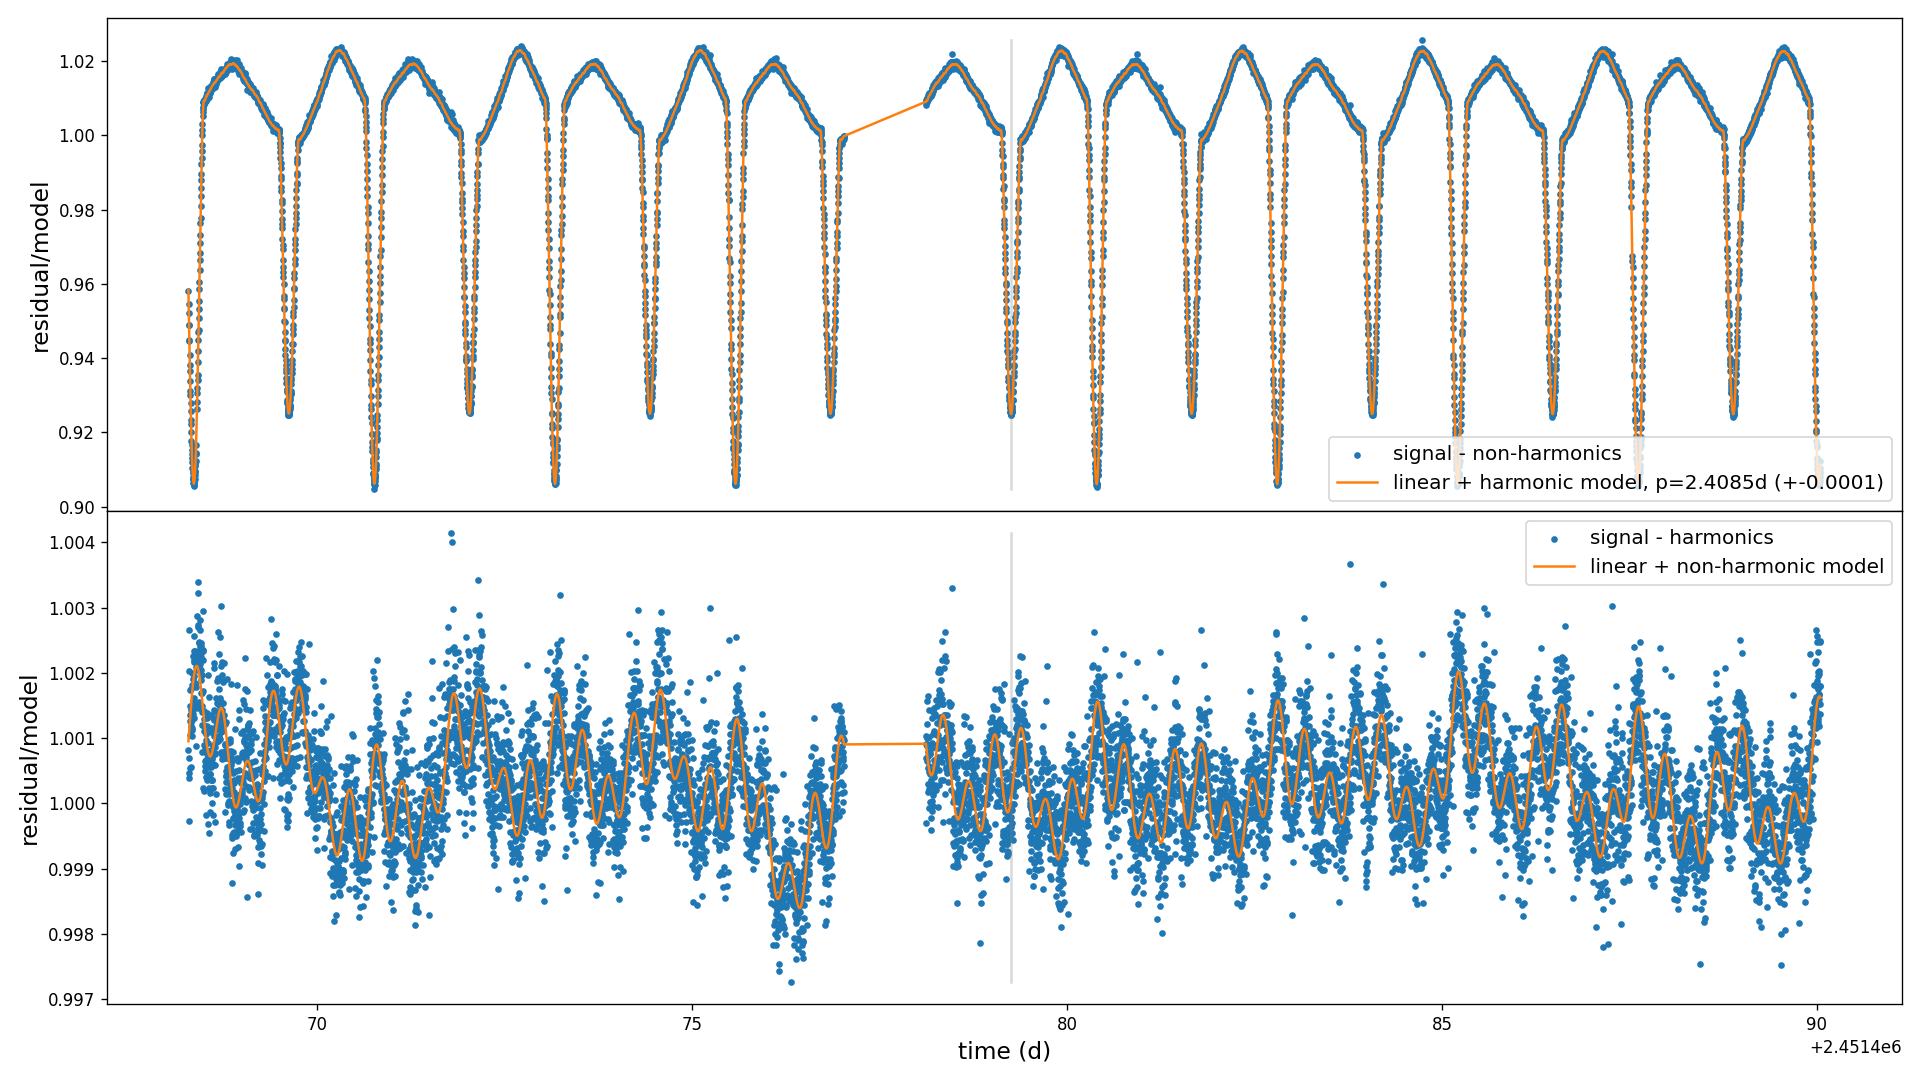 1.02
1.00
0.98
0.96
0.94
0.92
0.90
residual/model
signal - non-harmonics
linear + harmonic model, p=2.4085d (+-0.0001)
1.004
1.003
1.002
1.001
1.000
0.999
0.998
0.997
residual/model
signal - harmonics
linear + non-harmonic model
70
75
80
85
90
time (d)
+2.4514e6